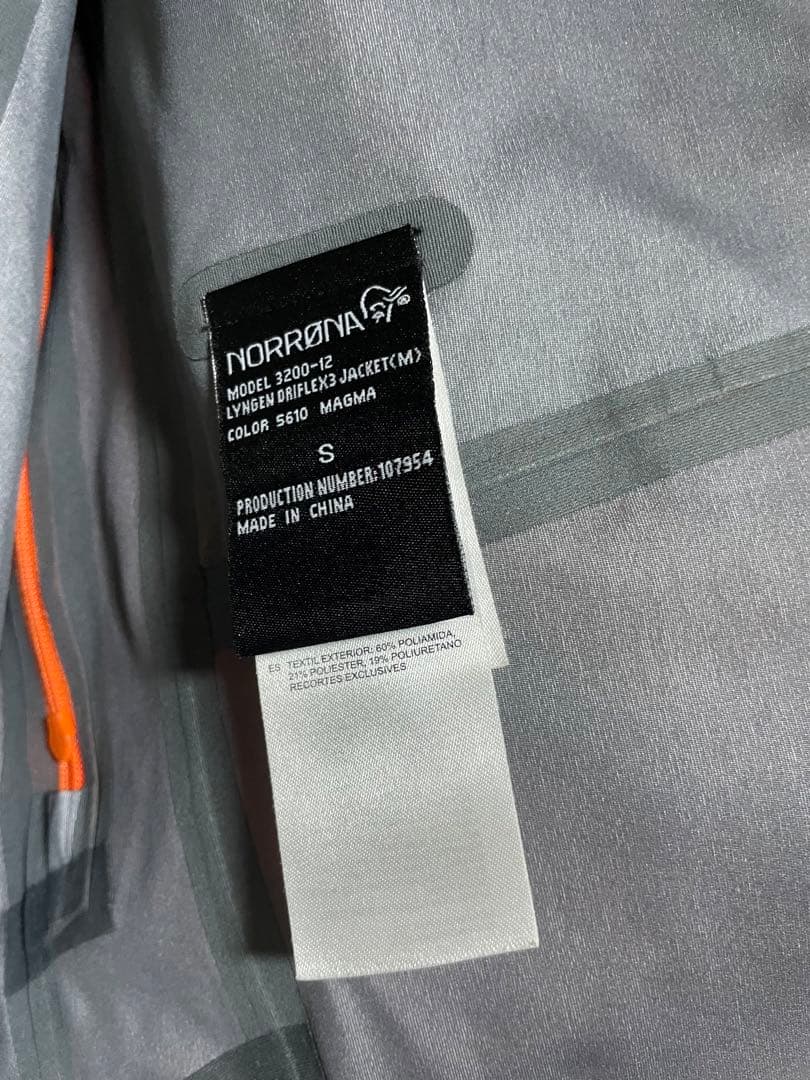 NORRØNA®
MODEL 3200-12
LYNGEN DRIFLEX3 JACKET(M)
COLOR 5610 MAGMA
S
PRODUCTION NUMBER:107954
MADE IN CHINA
ES TEXTIL EXTERIOR: 60% POLIAMIDA,
21% POLIESTER, 19% POLIURETANO
RECORTES EXCLUSIVES.